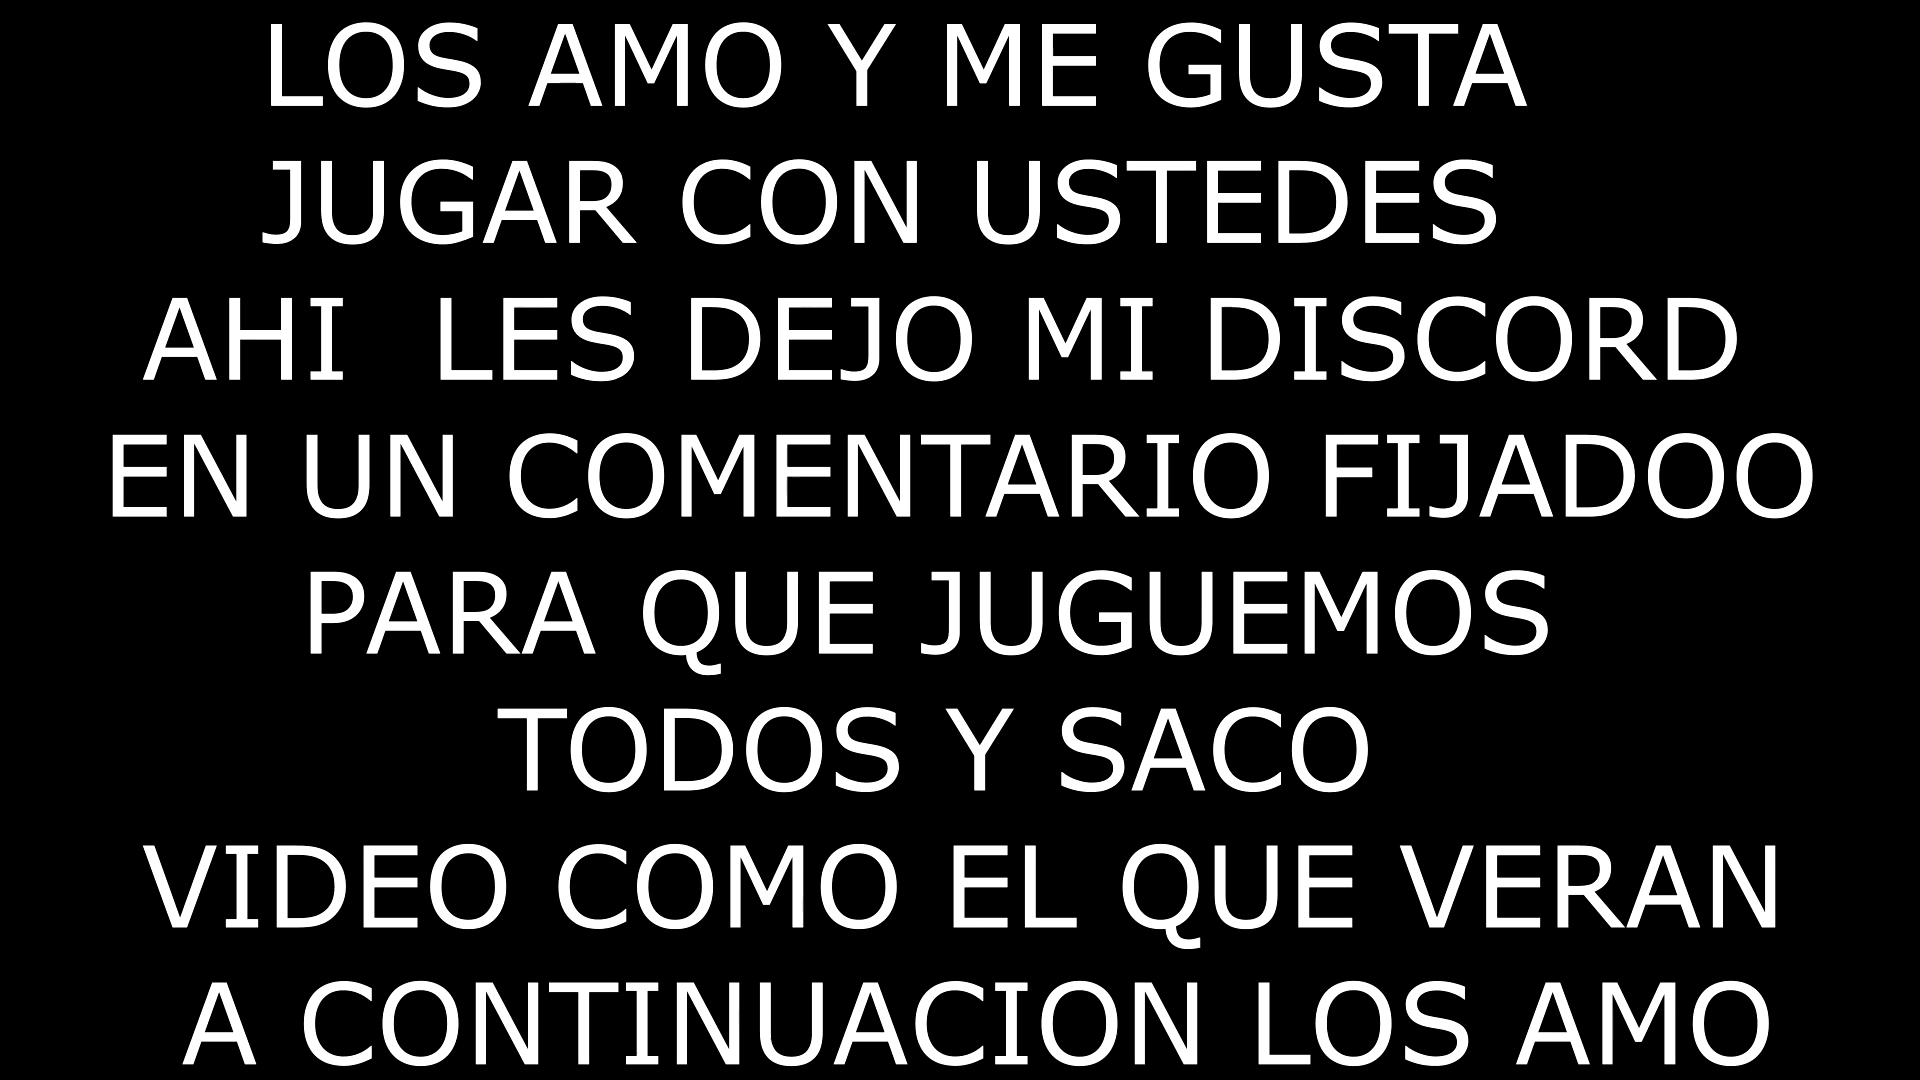 LOS AMO Y ME GUSTA
JUGAR CON USTEDES
AHI  LES DEJO MI DISCORD
EN UN COMENTARIO FIJADOO
PARA QUE JUGUEMOS
TODOS Y SACO
VIDEO COMO EL QUE VERAN
A CONTINUACION LOS AMO